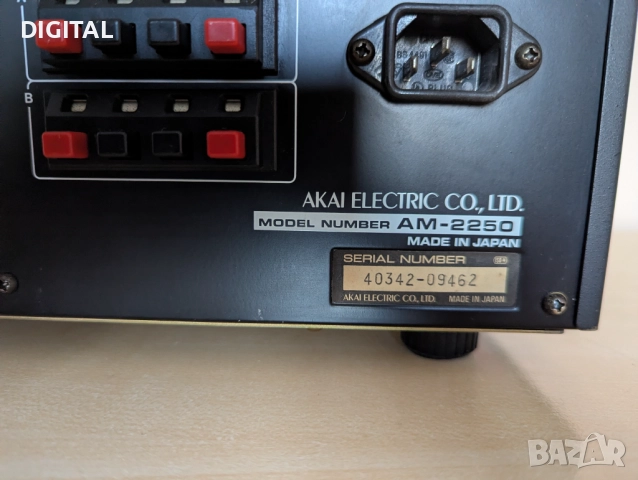 DIGITAL
A
B
AKAI ELECTRIC CO., LTD.
MODEL NUMBER AM-2250
MADE IN JAPAN
SERIAL NUMBER
40342-09462
AKAI ELECTRIC CO., LTD. MADE IN JAPAN
BAZAR